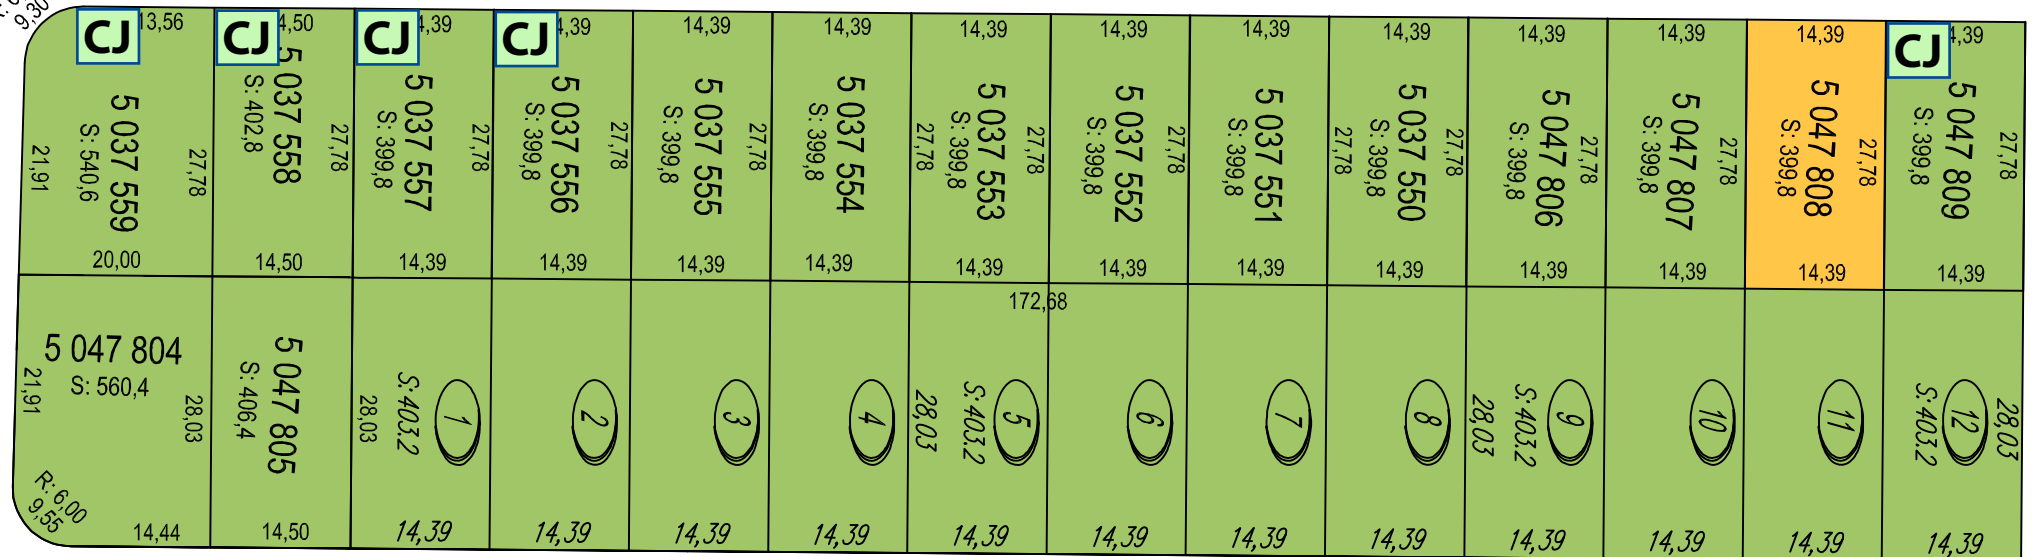 9,30
CJ
13,56
5 037 559
S: 540,6
21,91
27,78
20,00
CJ
4,50
5 037 558
S: 402,8
27,78
14,50
CJ
4,39
5 037 557
S: 399,8
27,78
14,39
CJ
4,39
5 037 556
S: 399,8
27,78
14,39
14,39
5 037 555
S: 399,8
27,78
14,39
14,39
5 037 554
S: 399,8
14,39
14,39
27,78
5 037 553
S: 399,8
27,78
14,39
14,39
5 037 552
S: 399,8
27,78
14,39
14,39
5 037 551
S: 399,8
14,39
14,39
27,78
5 037 550
S: 399,8
27,78
14,39
14,39
5 047 806
S: 399,8
27,78
14,39
14,39
5 047 807
S: 399,8
27,78
14,39
14,39
5 047 808
S: 399,8
27,78
14,39
CJ
4,39
5 047 809
S: 399,8
27,78
14,39
172,68
5 047 804
S: 560,4
21,91
28,03
R: 6,00
9,55
14,44
5 047 805
S: 406,4
14,50
28,03
S:403.2
1
14,39
2
14,39
3
14,39
4
14,39
28,03
S:403.2
5
14,39
6
14,39
7
14,39
8
14,39
28,03
S:403.2
9
14,39
10
14,39
11
14,39
S:403.2
12
28,03
14,39